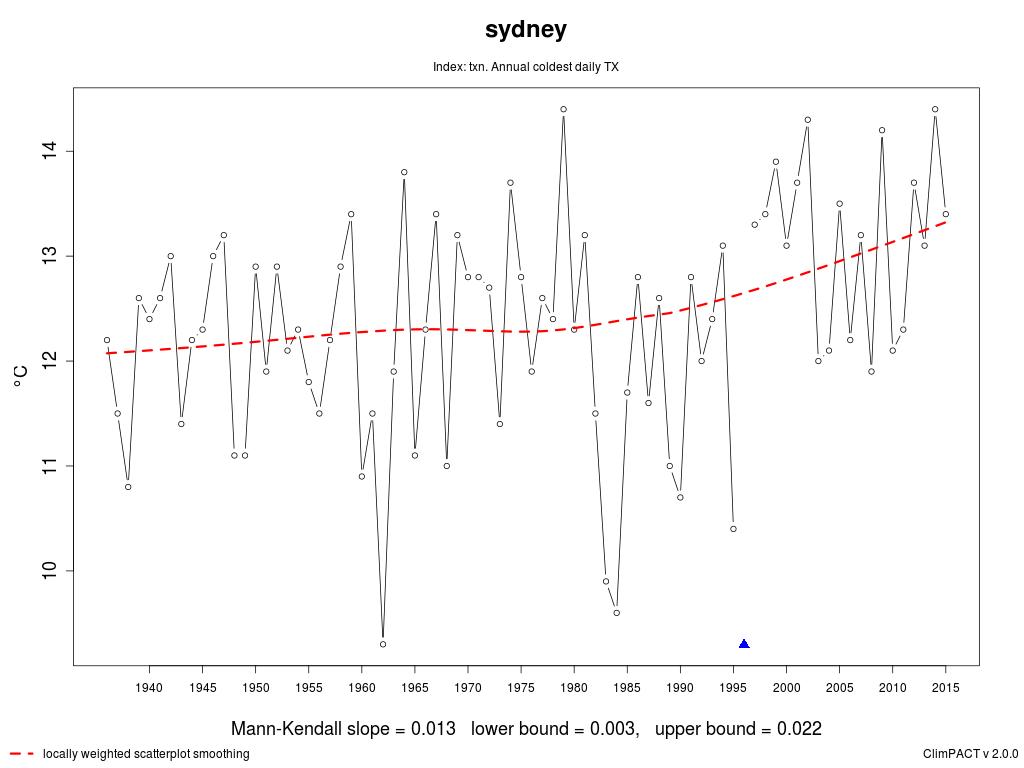 sydney
Index: txn. Annual coldest daily TX
°C
14
13
12
11
10
1940 1945 1950 1955 1960 1965 1970 1975 1980 1985 1990 1995 2000 2005 2010 2015
Mann-Kendall slope = 0.013 lower bound = 0.003, upper bound = 0.022
locally weighted scatterplot smoothing
ClimPACT v 2.0.0